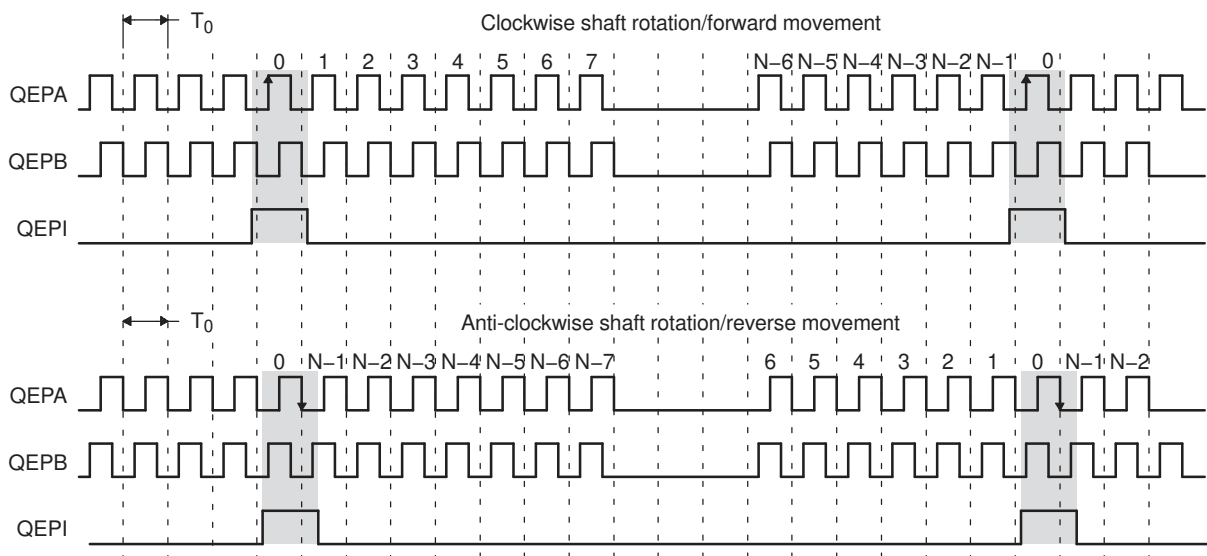 T0 Clockwise shaft rotation/forward movement
0 1 2 3 4 5 6 7 N–6 N–5 N–4 N–3 N–2 N–1 0
QEPA
QEPB
QEPI
T0 Anti-clockwise shaft rotation/reverse movement
0 N–1 N–2 N–3 N–4 N–5 N–6 N–7 6 5 4 3 2 1 0 N–1 N–2
QEPA
QEPB
QEPI